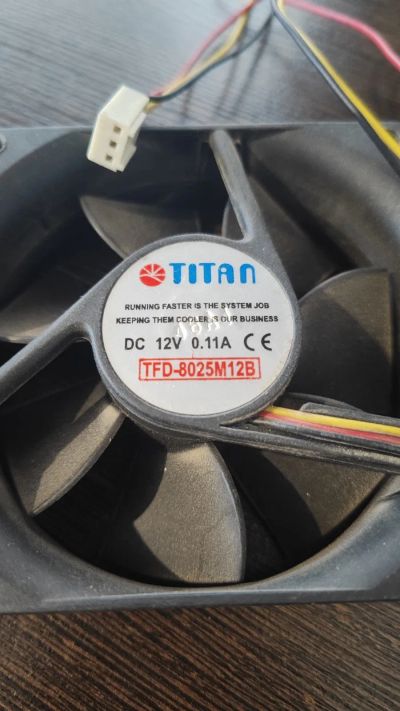 TITAN
RUNNING FASTER IS THE SYSTEM JOB
KEEPING THEM COOLER IS OUR BUSINESS
DC 12V 0.11A CE
TFD-8025M12B